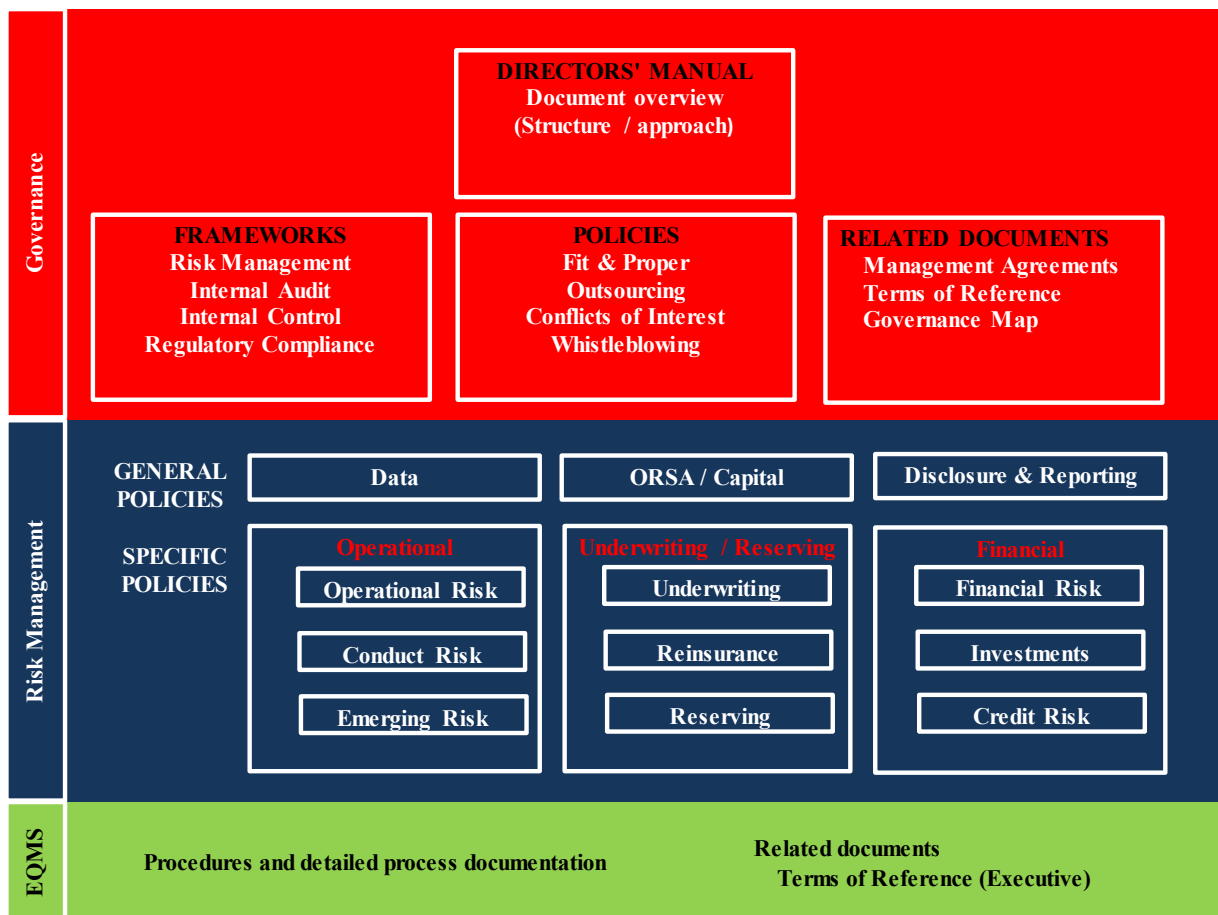 Governance
DIRECTORS' MANUAL
Document overview
(Structure / approach)
FRAMEWORKS
Risk Management
Internal Audit
Internal Control
Regulatory Compliance
POLICIES
Fit & Proper
Outsourcing
Conflicts of Interest
Whistleblowing
RELATED DOCUMENTS
Management Agreements
Terms of Reference
Governance Map
Risk Management
GENERAL
POLICIES
Data
ORSA / Capital
Disclosure & Reporting
SPECIFIC
POLICIES
Operational
Operational Risk
Conduct Risk
Emerging Risk
Underwriting / Reserving
Underwriting
Reinsurance
Reserving
Financial
Financial Risk
Investments
Credit Risk
EQMS
Procedures and detailed process documentation
Related documents
Terms of Reference (Executive)